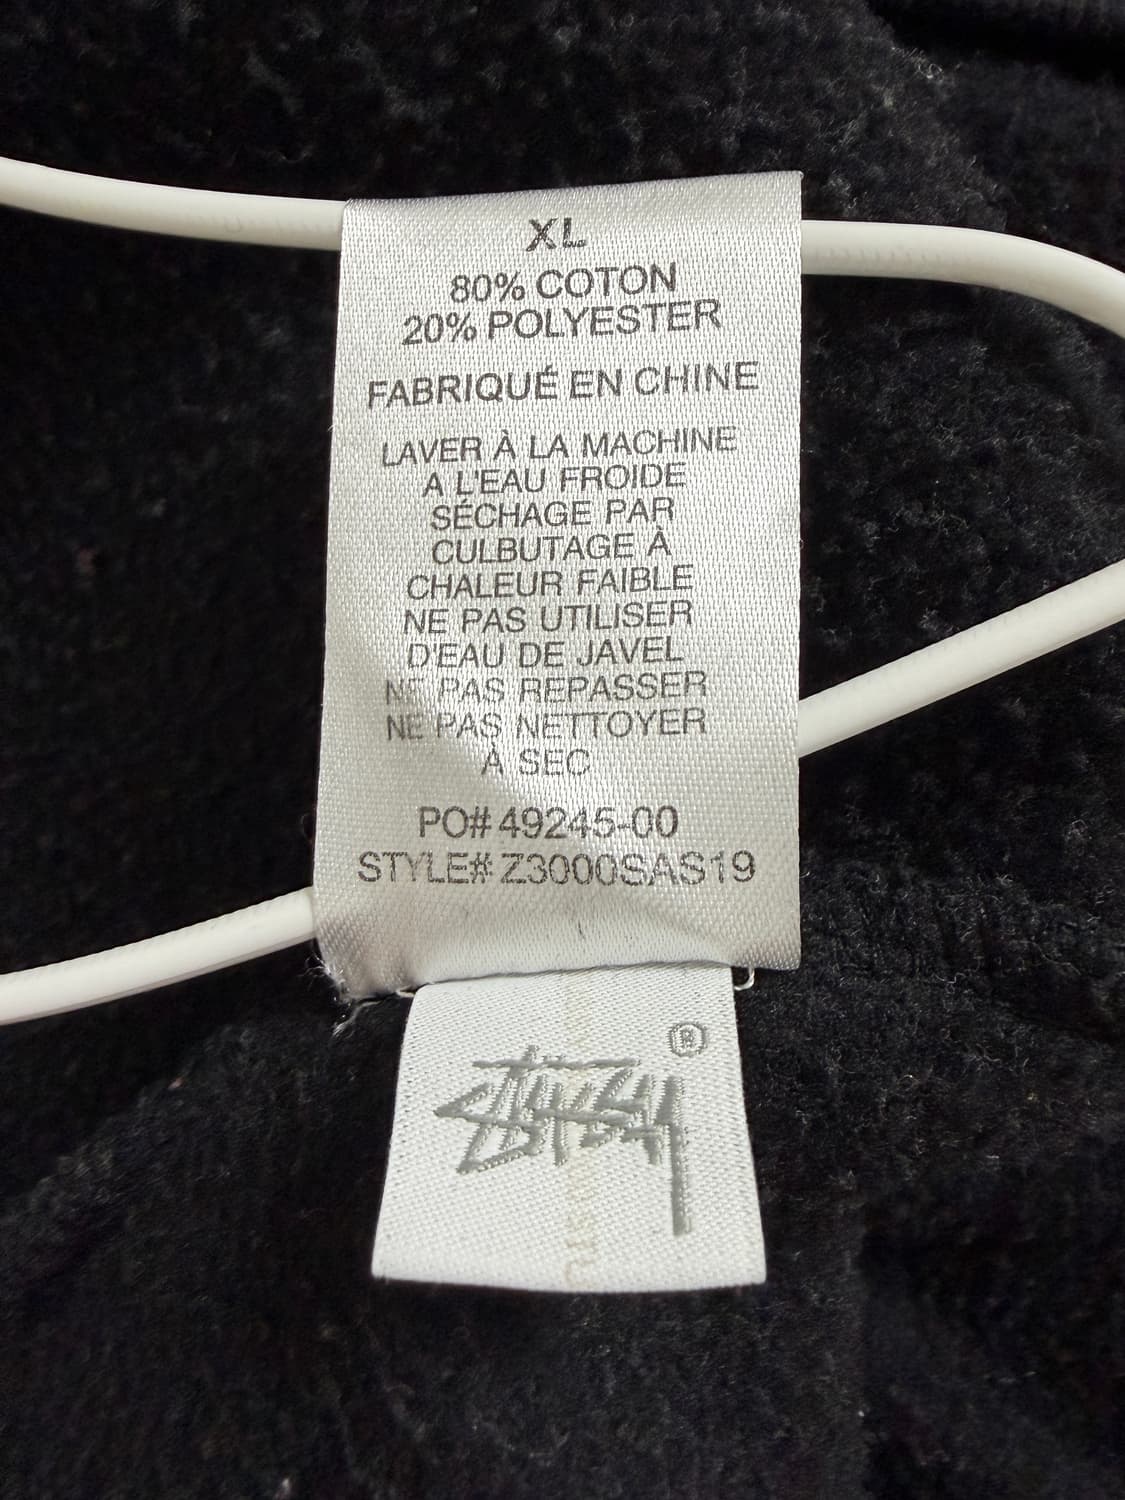 XL
80% COTON
20% POLYESTER
FABRIQUÉ EN CHINE
LAVER À LA MACHINE
A L'EAU FROIDE
SÉCHAGE PAR
CULBUTAGE À
CHALEUR FAIBLE
NE PAS UTILISER
D'EAU DE JAVEL
NE PAS REPASSER
NE PAS NETTOYER
À SEC
PO# 49245-00
STYLE# Z3000SAS19
®
Stüssy